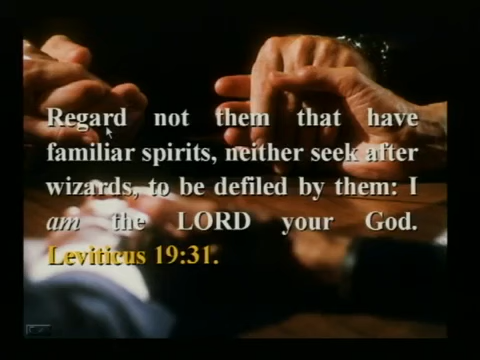 Regard not them that have
familiar spirits, neither seek after
wizards, to be defiled by them: I
am the LORD your God.
Leviticus 19:31.